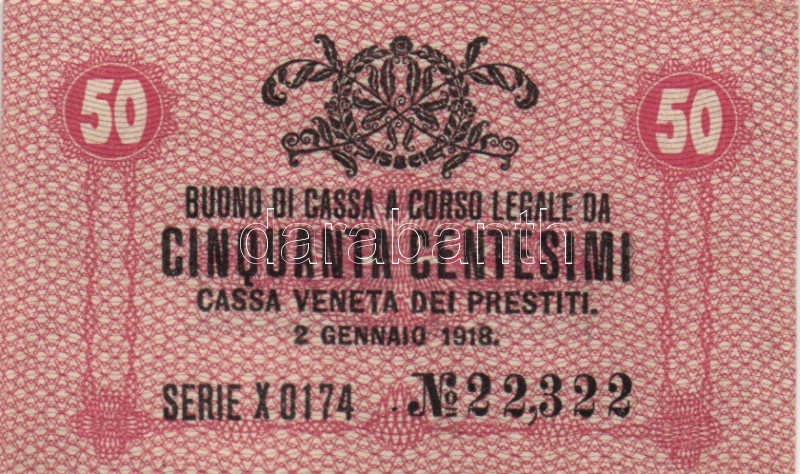 50 50
BUONO DI CASSA A CORSO LEGALE DA
CINQUANTA CENTESIMI
darabanth
CASSA VENETA DEI PRESTITI.
2 GENNAIO 1918.
SERIE X 0174 № 22,322